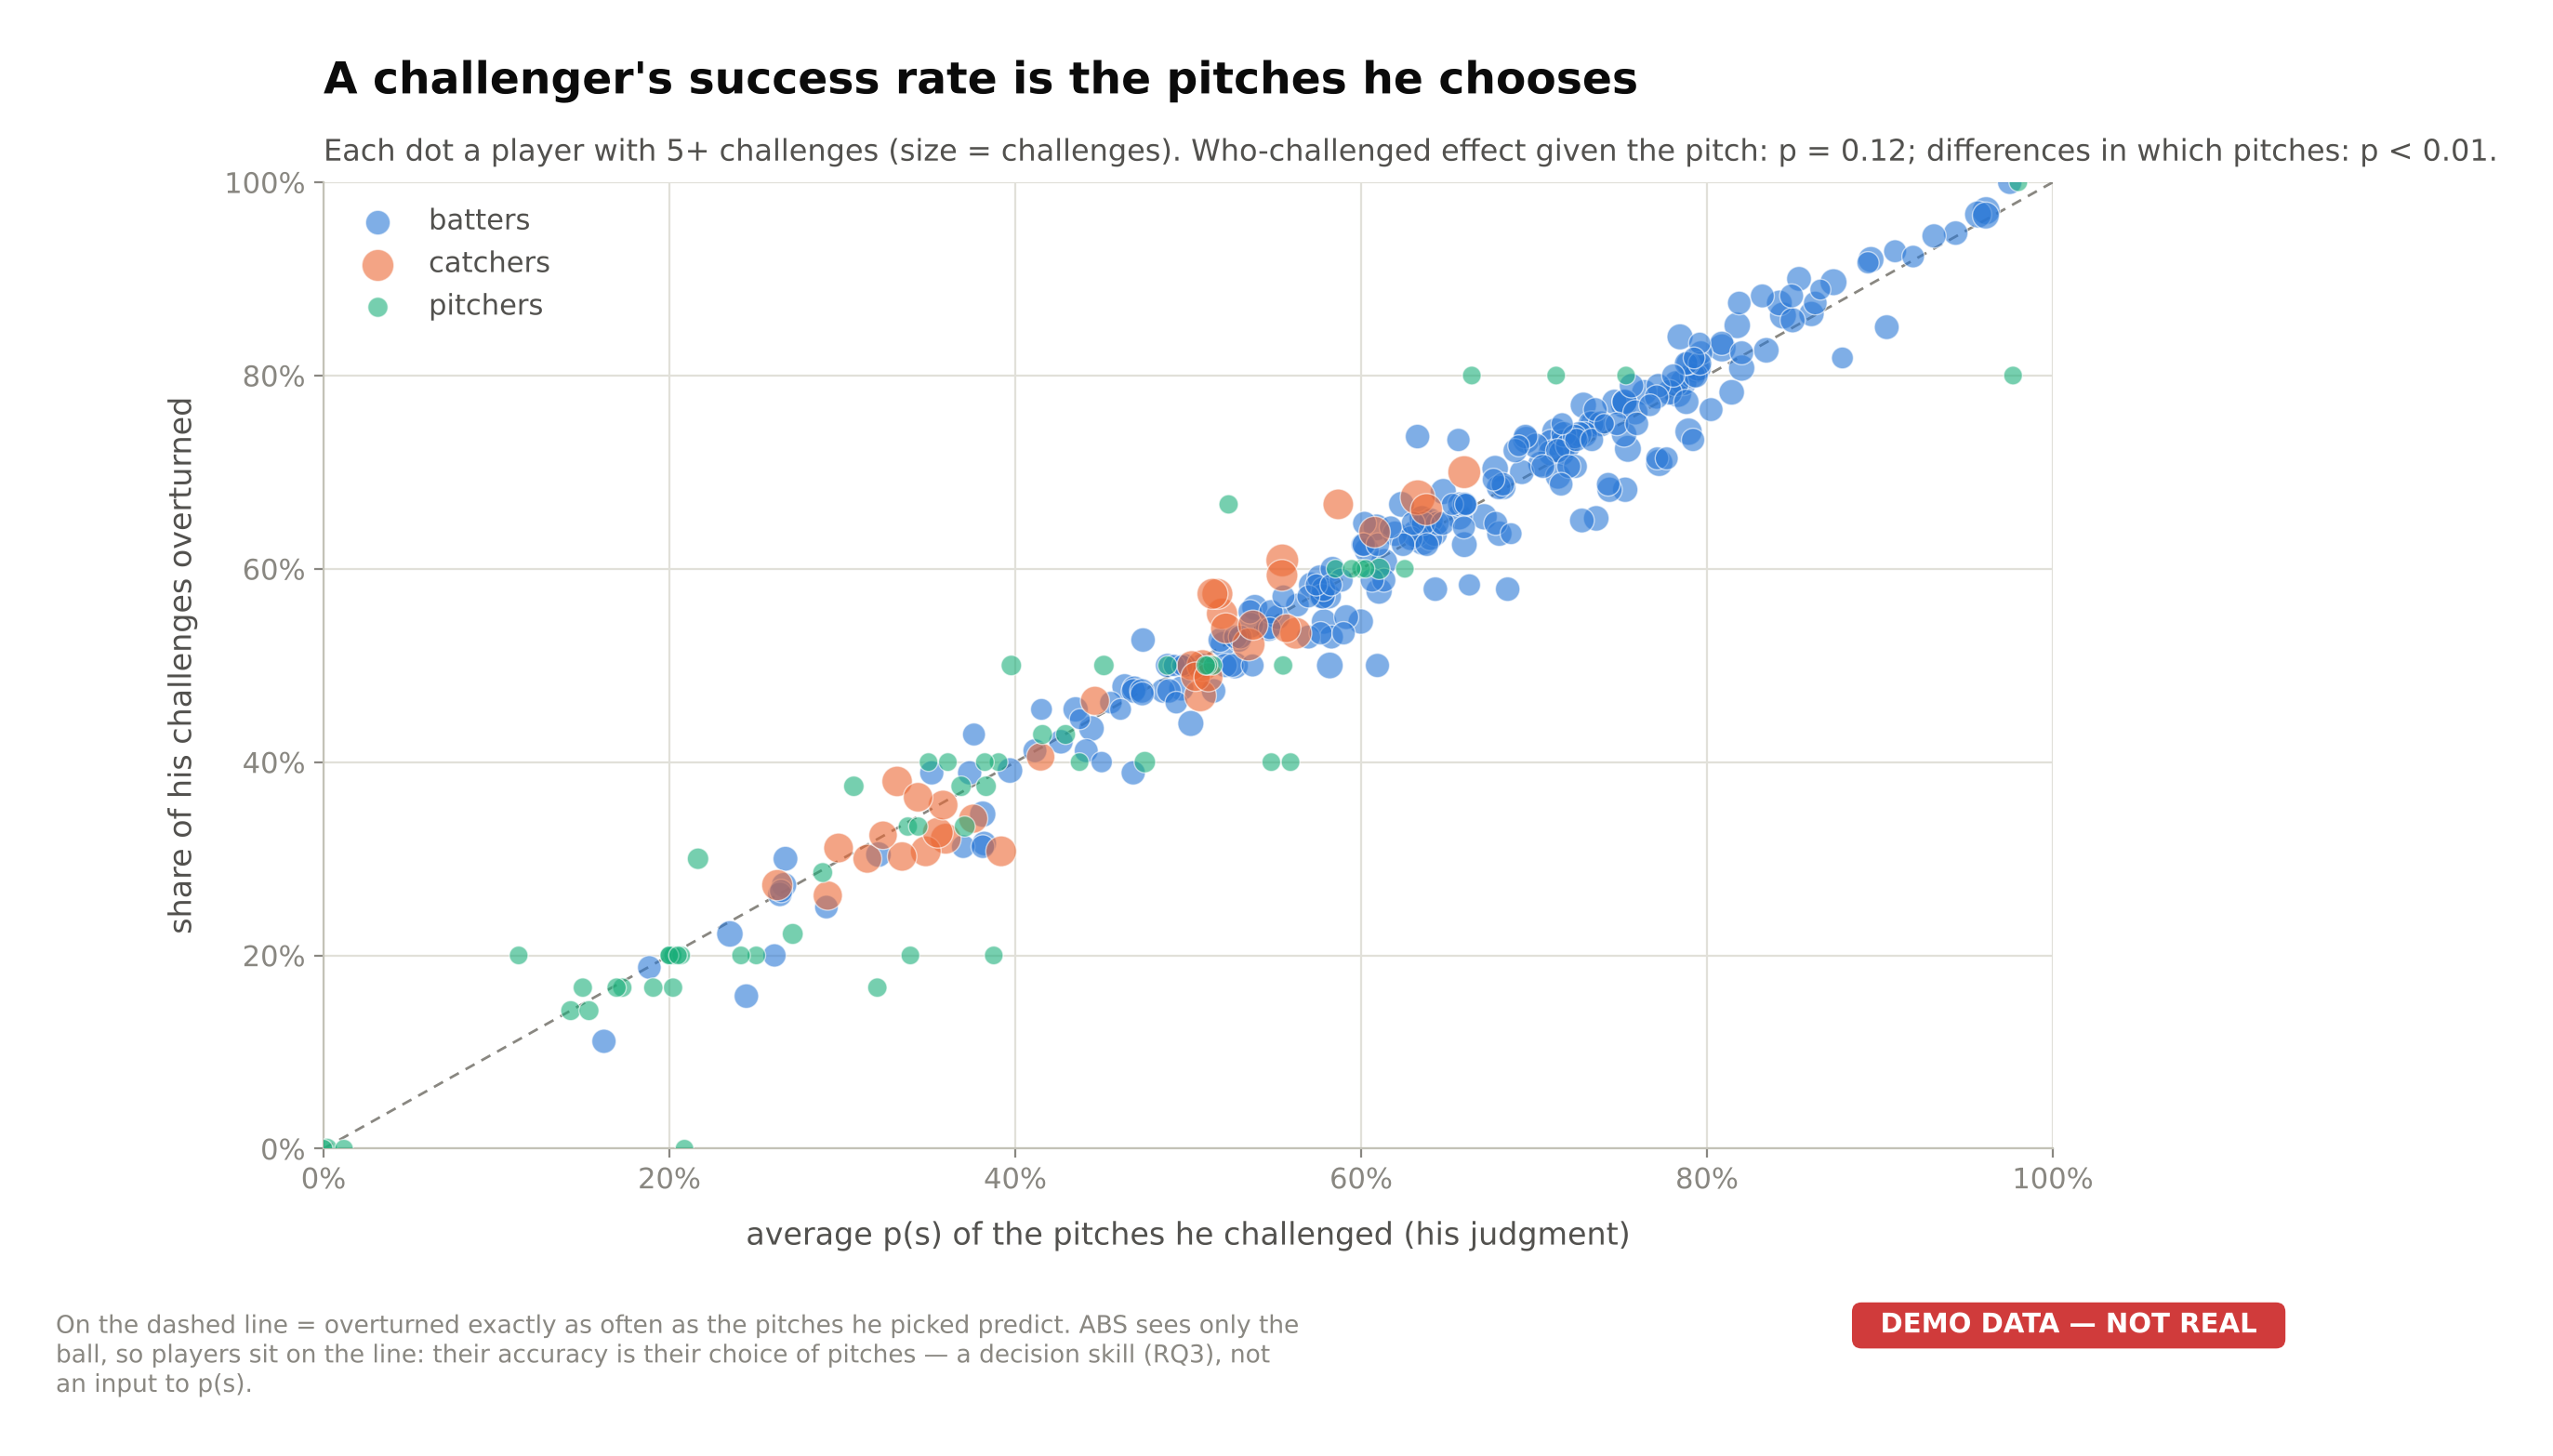 A challenger's success rate is the pitches he chooses
Each dot a player with 5+ challenges (size = challenges). Who-challenged effect given the pitch: p = 0.12; differences in which pitches: p < 0.01.
100%
80%
60%
40%
20%
0%
share of his challenges overturned
batters
catchers
pitchers
0%
20%
40%
60%
80%
100%
average p(s) of the pitches he challenged (his judgment)
On the dashed line = overturned exactly as often as the pitches he picked predict. ABS sees only the
ball, so players sit on the line: their accuracy is their choice of pitches — a decision skill (RQ3), not
an input to p(s).
DEMO DATA — NOT REAL